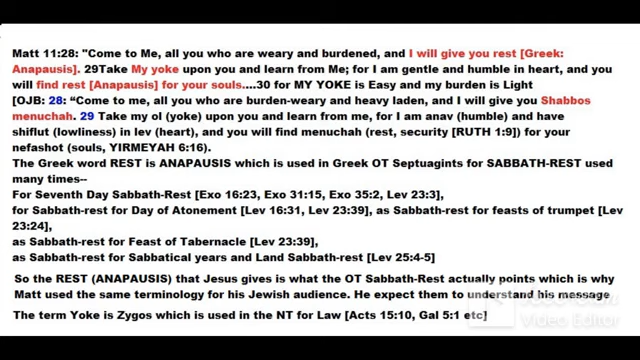 Matt 11:28: "Come to Me, all you who are weary and burdened, and I will give you rest [Greek:
Anapausis]. 29Take My yoke upon you and learn from Me; for I am gentle and humble in heart, and you
will find rest [Anapausis] for your souls....30 for MY YOKE is Easy and my burden is Light
[OJB: 28: “Come to me, all you who are burden-weary and heavy laden, and I will give you Shabbos
menuchah. 29 Take my ol (yoke) upon you and learn from me, for I am anav (humble) and have
shiflut (lowliness) in lev (heart), and you will find menuchah (rest, security [RUTH 1:9]) for your
nefashot (souls, YIRMEYAH 6:16).
The Greek word REST is ANAPAUSIS which is used in Greek OT Septuagints for SABBATH-REST used
many times--
For Seventh Day Sabbath-Rest [Exo 16:23, Exo 31:15, Exo 35:2, Lev 23:3],
for Sabbath-rest for Day of Atonement [Lev 16:31, Lev 23:39], as Sabbath-rest for feasts of trumpet [Lev
23:24],
as Sabbath-rest for Feast of Tabernacle [Lev 23:39],
as Sabbath-rest for Sabbatical years and Land Sabbath-rest [Lev 25:4-5]
So the REST (ANAPAUSIS) that Jesus gives is what the OT Sabbath-Rest actually points which is why
Matt used the same terminology for his Jewish audience. He expect them to understand his message
The term Yoke is Zygos which is used in the NT for Law [Acts 15:10, Gal 5:1 etc]
Video Editor